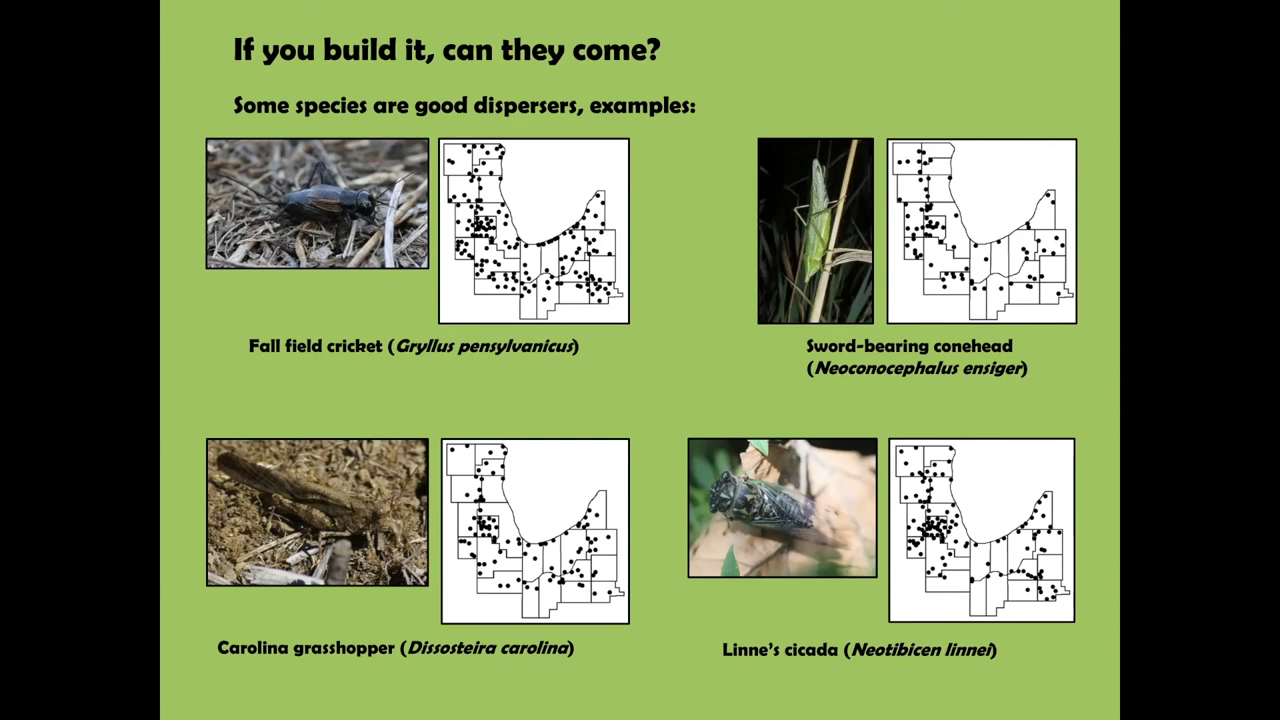 If you build it, can they come?
Some species are good dispersers, examples:
Fall field cricket (Gryllus pensylvanicus)
Sword-bearing conehead
(Neoconocephalus ensiger)
Carolina grasshopper (Dissosteira carolina)
Linne's cicada (Neotibicen linnei)